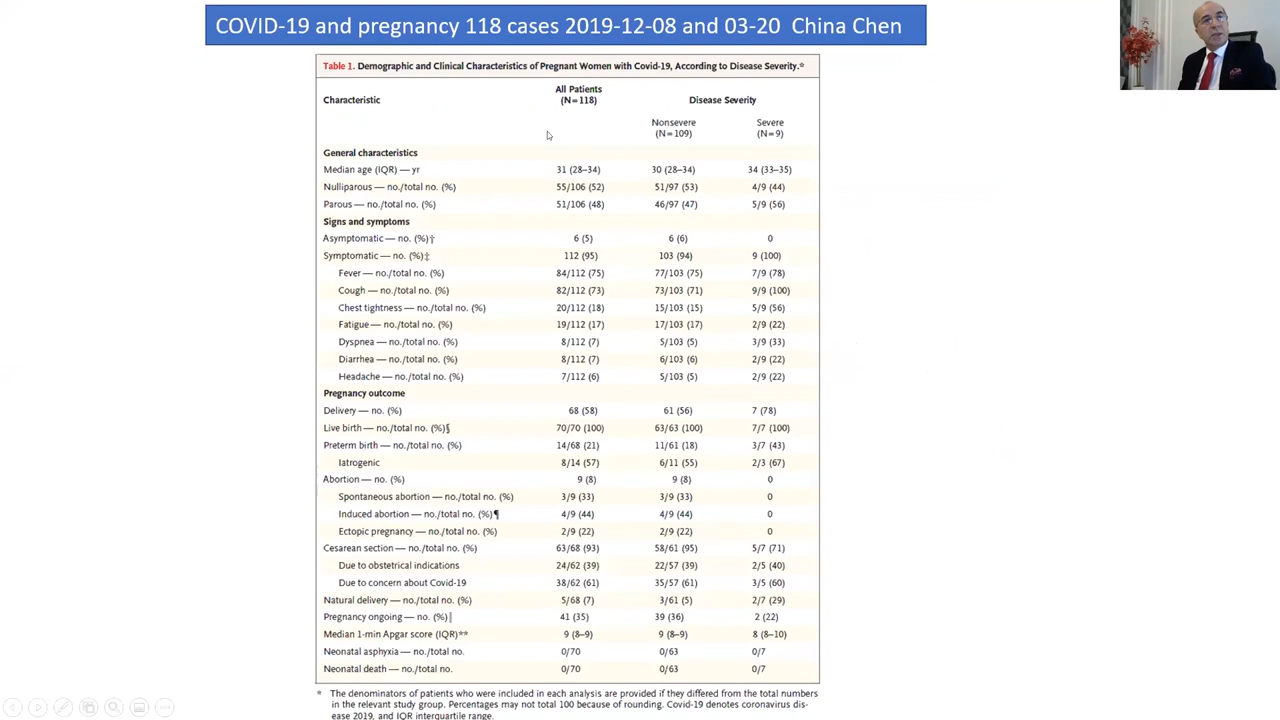 COVID-19 and pregnancy 118 cases 2019-12-08 and 03-20 China Chen
Table 1. Demographic and Clinical Characteristics of Pregnant Women with Covid-19, According to Disease Severity.*
Characteristic All Patients (N=118) Disease Severity
Nonsevere (N=109) Severe (N=9)
General characteristics
Median age (IQR) — yr 31 (28–34) 30 (28–34) 34 (33–35)
Nulliparous — no./total no. (%) 55/106 (52) 51/97 (53) 4/9 (44)
Parous — no./total no. (%) 51/106 (48) 46/97 (47) 5/9 (56)
Signs and symptoms
Asymptomatic — no. (%)† 6 (5) 6 (6) 0
Symptomatic — no. (%)‡ 112 (95) 103 (94) 9 (100)
Fever — no./total no. (%) 84/112 (75) 77/103 (75) 7/9 (78)
Cough — no./total no. (%) 82/112 (73) 73/103 (71) 9/9 (100)
Chest tightness — no./total no. (%) 20/112 (18) 15/103 (15) 5/9 (56)
Fatigue — no./total no. (%) 19/112 (17) 17/103 (17) 2/9 (22)
Dyspnea — no./total no. (%) 8/112 (7) 5/103 (5) 3/9 (33)
Diarrhea — no./total no. (%) 8/112 (7) 6/103 (6) 2/9 (22)
Headache — no./total no. (%) 7/112 (6) 5/103 (5) 2/9 (22)
Pregnancy outcome
Delivery — no. (%) 68 (58) 61 (56) 7 (78)
Live birth — no./total no. (%)§ 70/70 (100) 63/63 (100) 7/7 (100)
Preterm birth — no./total no. (%) 14/68 (21) 11/61 (18) 3/7 (43)
Iatrogenic 8/14 (57) 6/11 (55) 2/3 (67)
Abortion — no. (%) 9 (8) 9 (8) 0
Spontaneous abortion — no./total no. (%) 3/9 (33) 3/9 (33) 0
Induced abortion — no./total no. (%)¶ 4/9 (44) 4/9 (44) 0
Ectopic pregnancy — no./total no. (%) 2/9 (22) 2/9 (22) 0
Cesarean section — no./total no. (%) 63/68 (93) 58/61 (95) 5/7 (71)
Due to obstetrical indications 24/62 (39) 22/57 (39) 2/5 (40)
Due to concern about Covid-19 38/62 (61) 35/57 (61) 3/5 (60)
Natural delivery — no./total no. (%) 5/68 (7) 3/61 (5) 2/7 (29)
Pregnancy ongoing — no. (%)‖ 41 (35) 39 (36) 2 (22)
Median 1-min Apgar score (IQR)** 9 (8–9) 9 (8–9) 8 (8–10)
Neonatal asphyxia — no./total no. 0/70 0/63 0/7
Neonatal death — no./total no. 0/70 0/63 0/7
* The denominators of patients who were included in each analysis are provided if they differed from the total numbers
in the relevant study group. Percentages may not total 100 because of rounding. Covid-19 denotes coronavirus dis-
ease 2019, and IQR interquartile range.